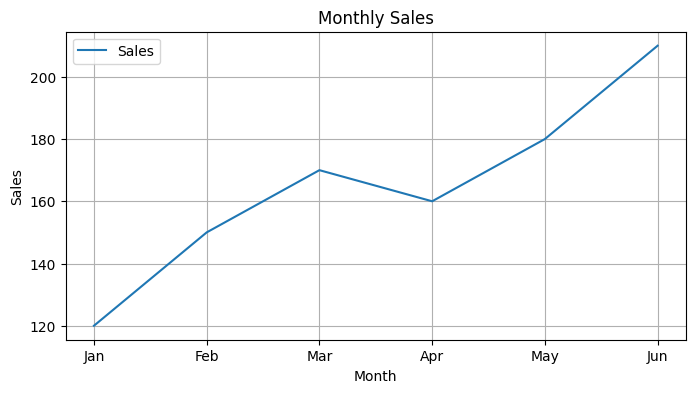 Monthly Sales
Sales
200
180
160
140
120
Sales
Jan Feb Mar Apr May Jun
Month